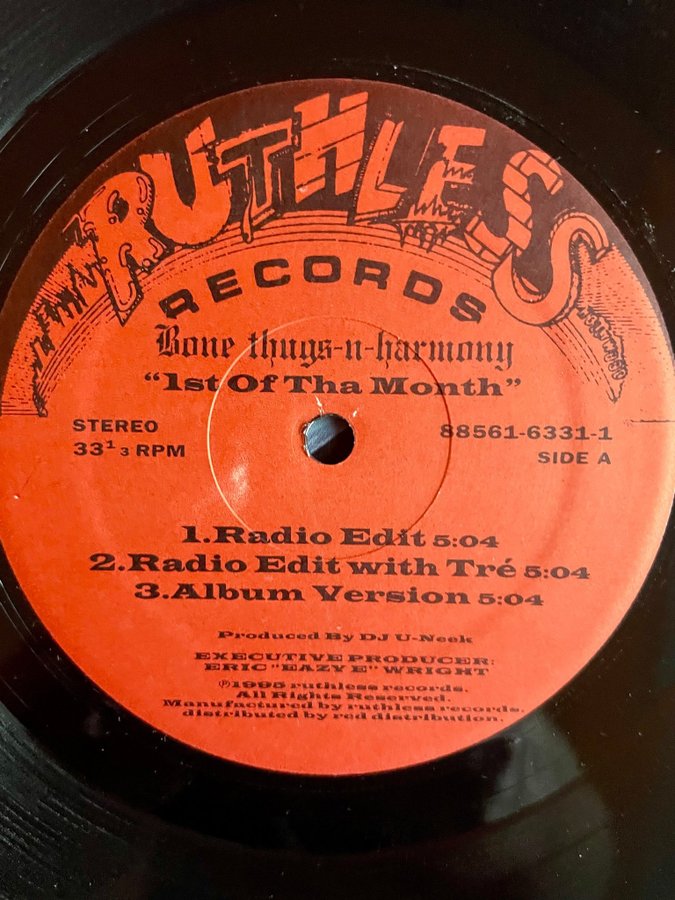 RUTHLESS
RECORDS
Bone thugs-n-harmony
"1st Of Tha Month"
STEREO
33 1 3 RPM
88561-6331-1
SIDE A
1.Radio Edit 5:04
2.Radio Edit with Tré 5:04
3.Album Version 5:04
Produced By DJ U-Neek
EXECUTIVE PRODUCER:
ERIC "EAZY E" WRIGHT
℗1995 ruthless records.
All Rights Reserved.
Manufactured by ruthless records.
distributed by red distribution.